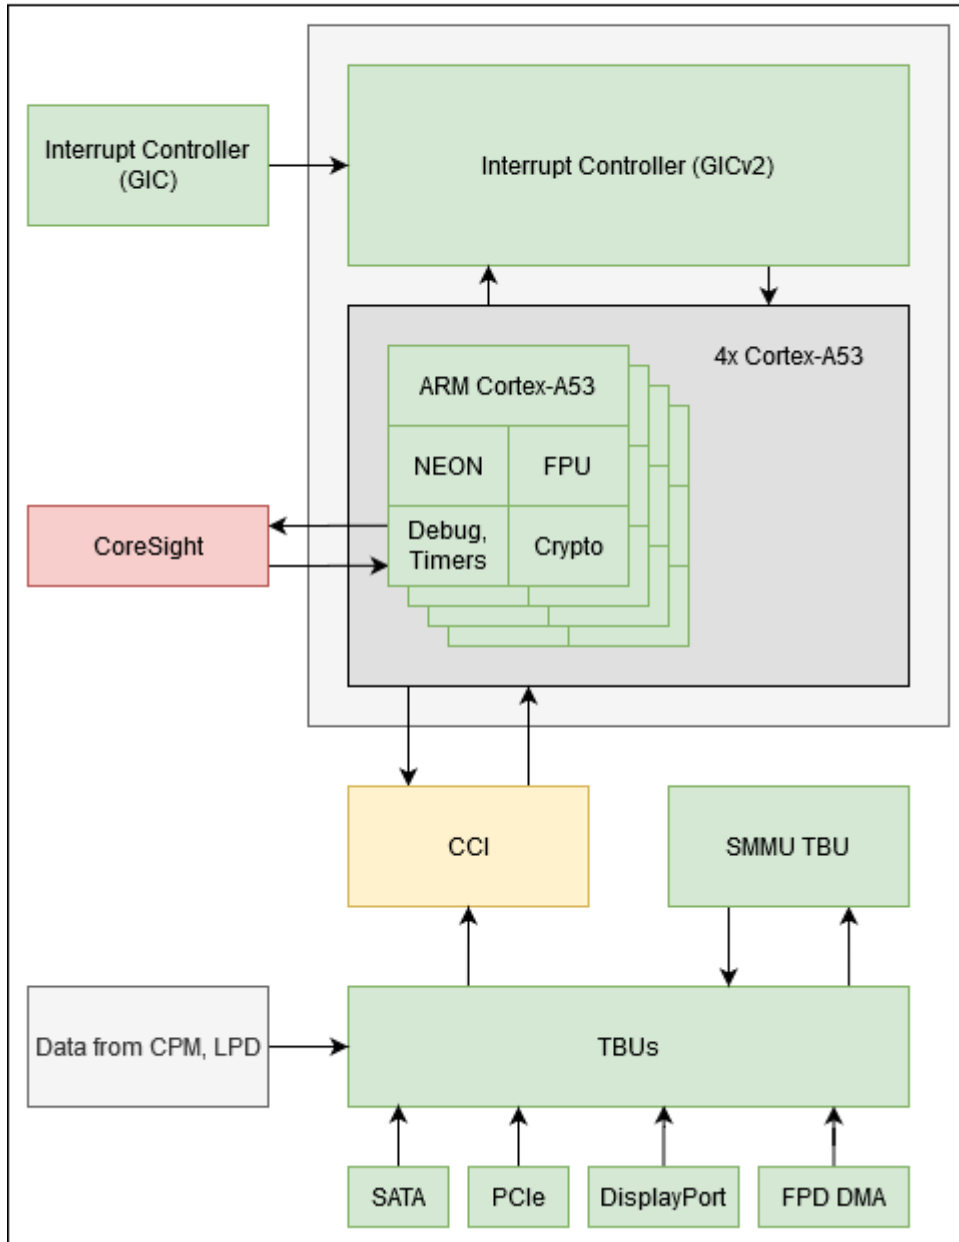 Interrupt Controller
(GIC)
Interrupt Controller (GICv2)
4x Cortex-A53
ARM Cortex-A53
NEON
FPU
Debug,
Timers
Crypto
CoreSight
CCI
SMMU TBU
Data from CPM, LPD
TBUs
SATA
PCIe
DisplayPort
FPD DMA